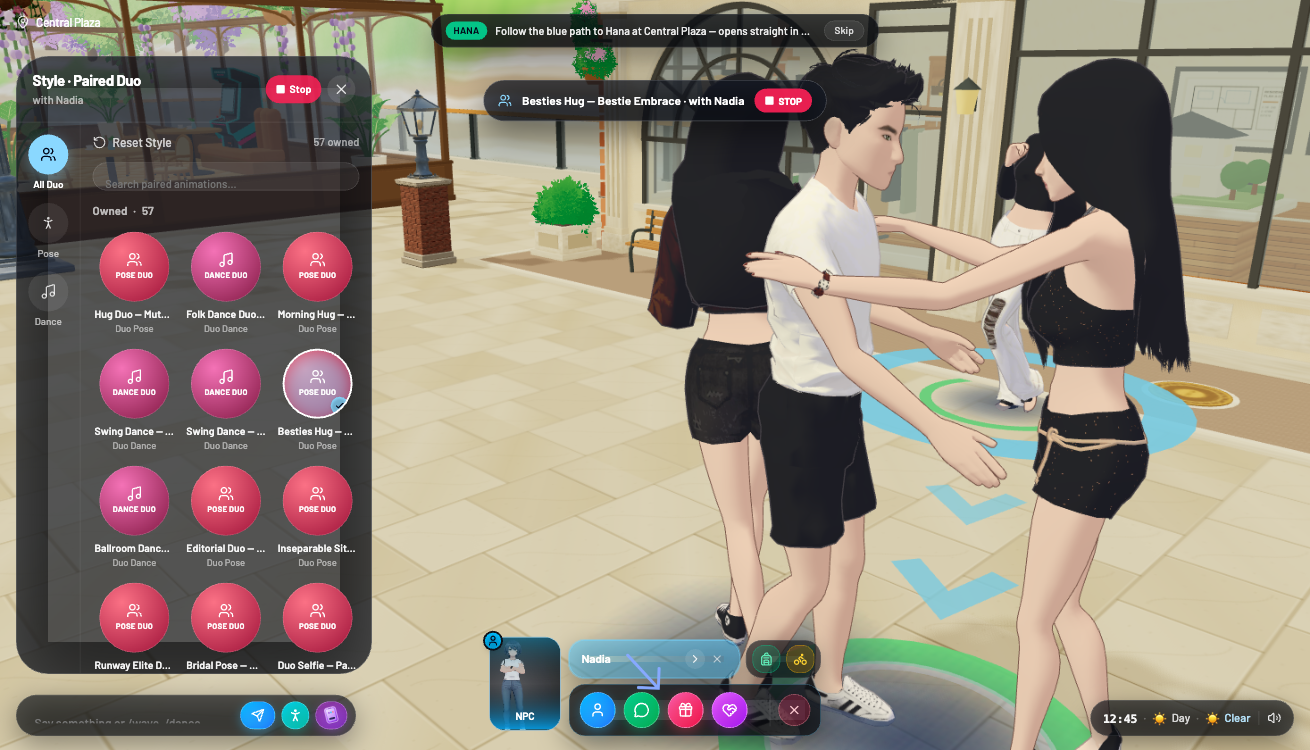 Central Plaza
HANA Follow the blue path to Hana at Central Plaza – opens straight in ... Skip
Style · Paired Duo
with Nadia
Stop
Besties Hug – Bestie Embrace · with Nadia STOP
Reset Style 57 owned
Search paired animations...
All Duo
Pose
Dance
Owned · 57
POSE DUO DANCE DUO POSE DUO
Hug Duo – Mut... Folk Dance Duo... Morning Hug – ...
Duo Pose Duo Dance Duo Pose
DANCE DUO DANCE DUO POSE DUO
Swing Dance – ... Swing Dance – ... Besties Hug – ...
Duo Dance Duo Dance Duo Pose
DANCE DUO POSE DUO POSE DUO
Ballroom Danc... Editorial Duo – ... Inseparable Sit...
Duo Dance Duo Pose Duo Pose
POSE DUO POSE DUO POSE DUO
Runway Elite D... Bridal Pose – ... Duo Selfie – Pa...
Say something or /wave, /dance
NPC
Nadia
12:45 · Day · Clear